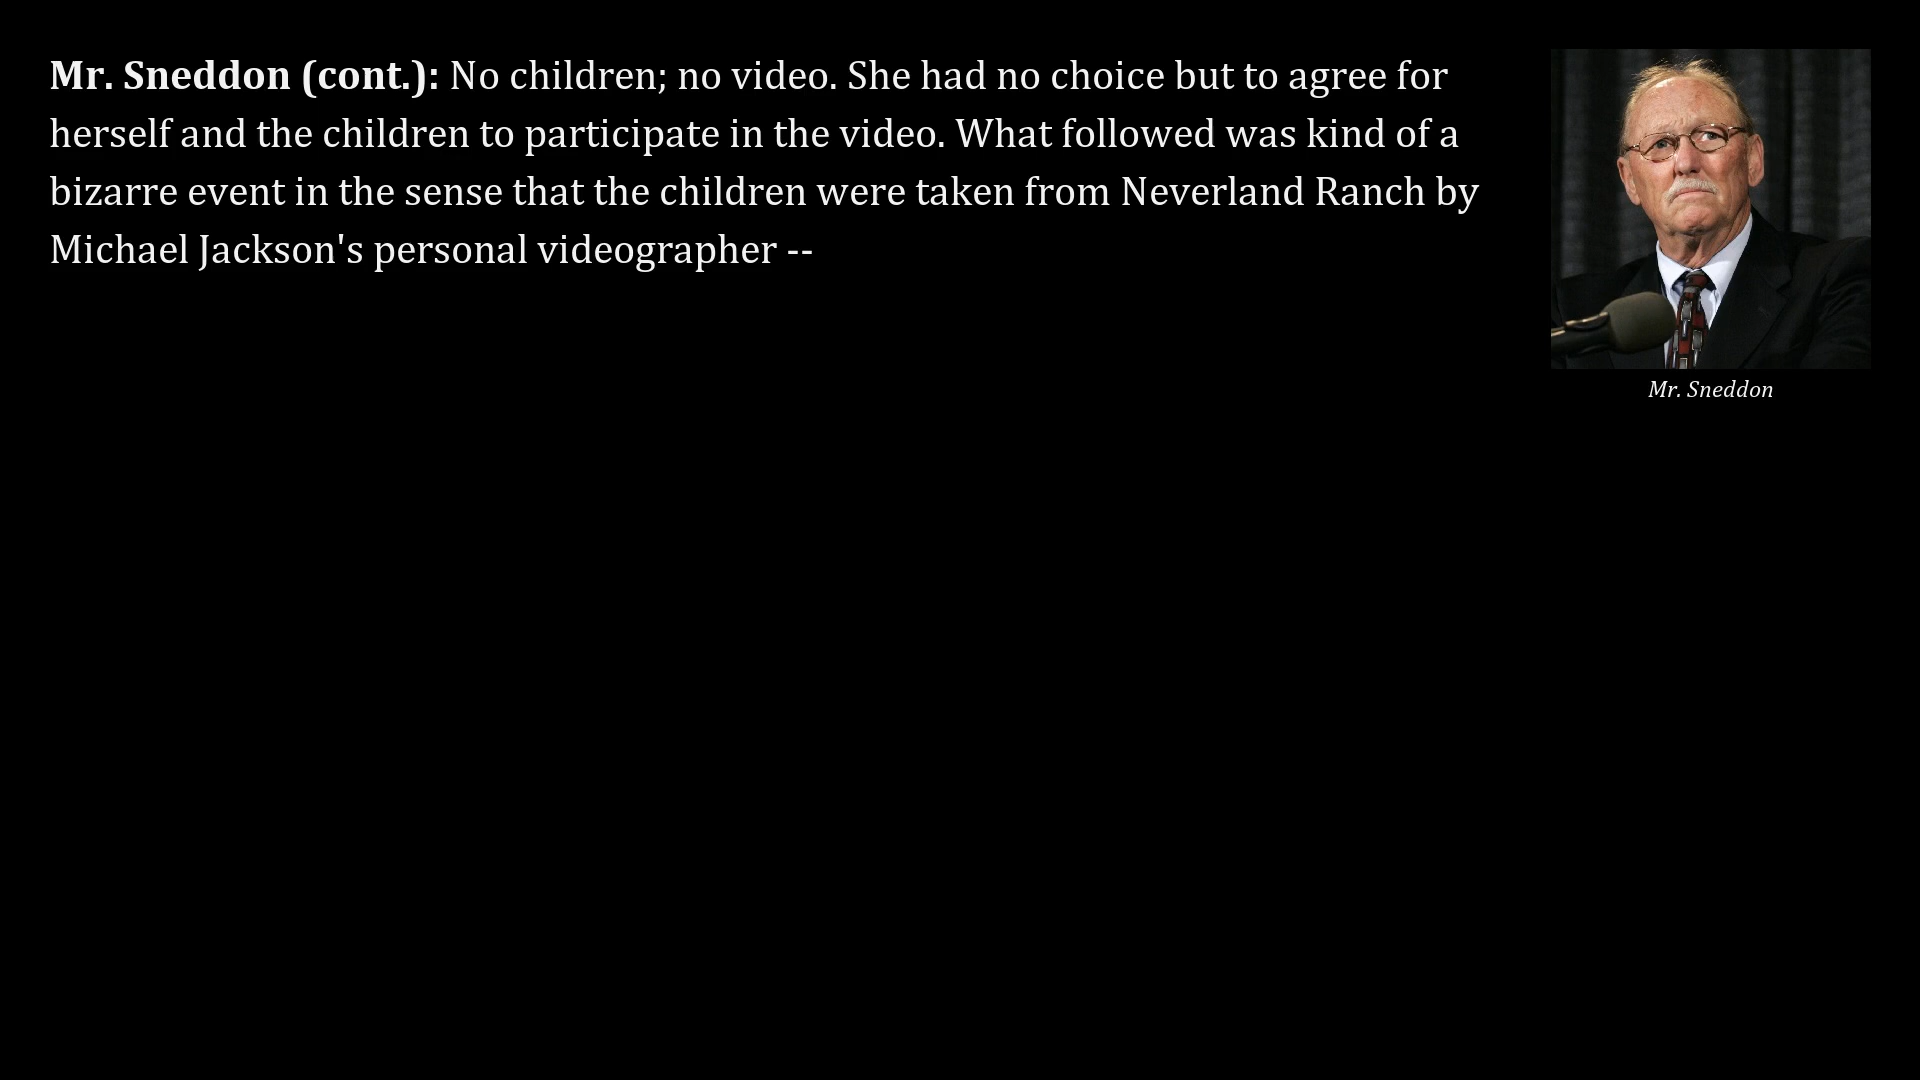 Mr. Sneddon (cont.): No children; no video. She had no choice but to agree for
herself and the children to participate in the video. What followed was kind of a
bizarre event in the sense that the children were taken from Neverland Ranch by
Michael Jackson's personal videographer --
Mr. Sneddon